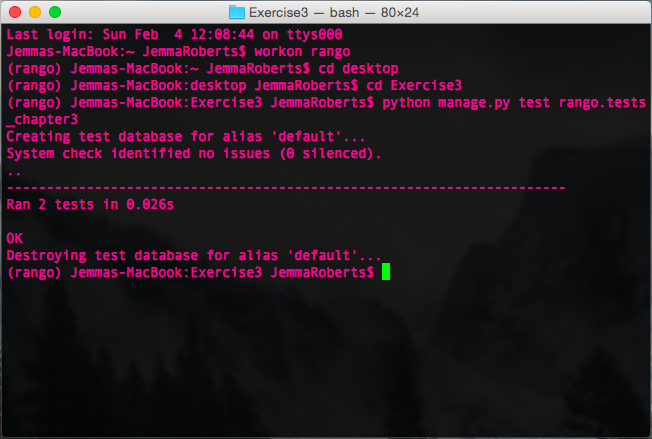 Exercise3 — bash — 80×24
Last login: Sun Feb  4 12:08:44 on ttys000
Jemmas-MacBook:~ JemmaRoberts$ workon rango
(rango) Jemmas-MacBook:~ JemmaRoberts$ cd desktop
(rango) Jemmas-MacBook:desktop JemmaRoberts$ cd Exercise3
(rango) Jemmas-MacBook:Exercise3 JemmaRoberts$ python manage.py test rango.tests
_chapter3
Creating test database for alias 'default'...
System check identified no issues (0 silenced).
..
----------------------------------------------------------------------
Ran 2 tests in 0.026s

OK
Destroying test database for alias 'default'...
(rango) Jemmas-MacBook:Exercise3 JemmaRoberts$